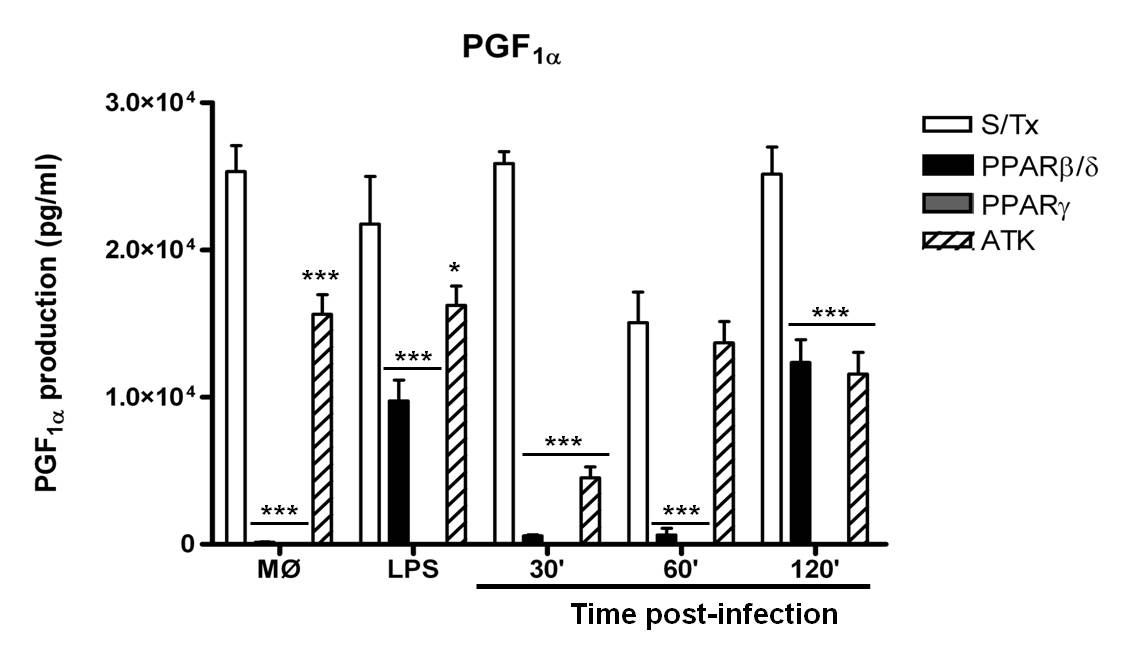 PGF1α
PGF1α production (pg/ml)
3.0×10⁴
2.0×10⁴
1.0×10⁴
0
***
***
***
*
***
***
***
MØ
LPS
30'
60'
120'
Time post-infection
S/Tx
PPARβ/δ
PPARγ
ATK